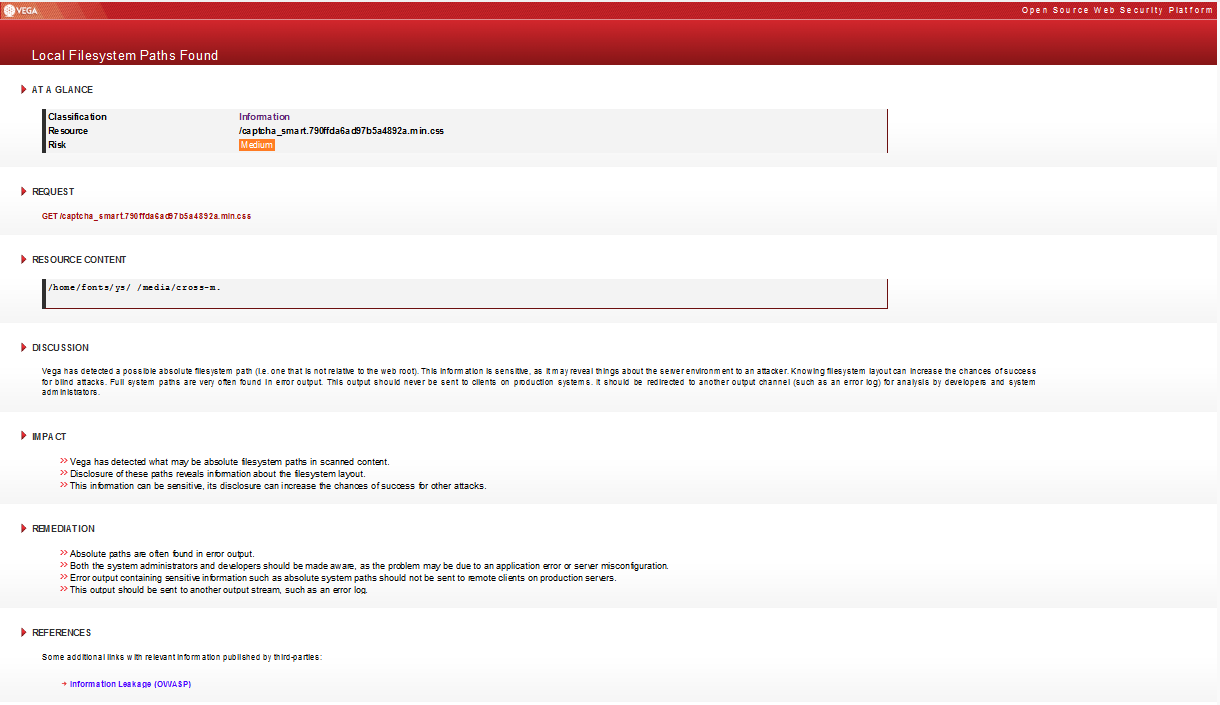 VEGA
Open Source Web Security Platform
Local Filesystem Paths Found
AT A GLANCE
Classification Information
Resource /captcha_smart.790ffda6ad97b5a4892a.min.css
Risk Medium
REQUEST
GET /captcha_smart.790ffda6ad97b5a4892a.min.css
RESOURCE CONTENT
/home/fonts/ys/ /media/cross-m.
DISCUSSION
Vega has detected a possible absolute filesystem path (i.e. one that is not relative to the web root). This information is sensitive, as it may reveal things about the server environment to an attacker. Knowing filesystem layout can increase the chances of success
for blind attacks. Full system paths are very often found in error output. This output should never be sent to clients on production systems. It should be redirected to another output channel (such as an error log) for analysis by developers and system
administrators.
IMPACT
>> Vega has detected what may be absolute filesystem paths in scanned content.
>> Disclosure of these paths reveals information about the filesystem layout.
>> This information can be sensitive, its disclosure can increase the chances of success for other attacks.
REMEDIATION
>> Absolute paths are often found in error output.
>> Both the system administrators and developers should be made aware, as the problem may be due to an application error or server misconfiguration.
>> Error output containing sensitive information such as absolute system paths should not be sent to remote clients on production servers.
>> This output should be sent to another output stream, such as an error log.
REFERENCES
Some additional links with relevant information published by third-parties:
Information Leakage (OWASP)